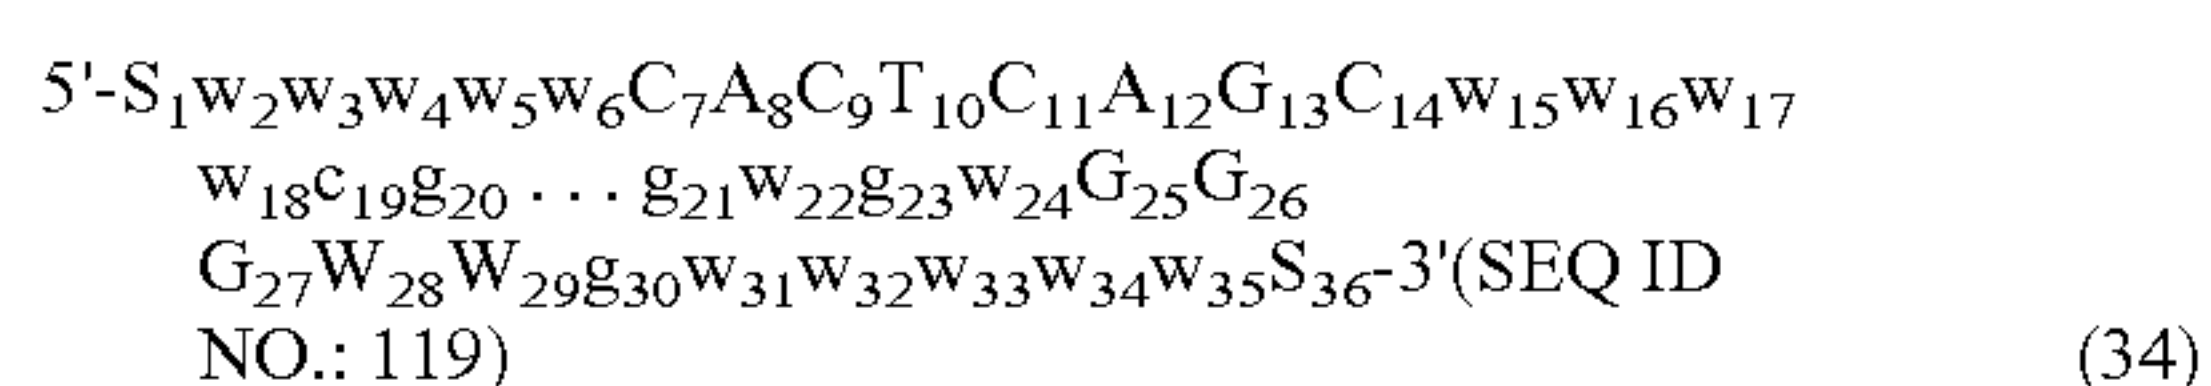 5'-S₁w₂w₃w₄w₅w₆C₇A₈C₉T₁₀C₁₁A₁₂G₁₃C₁₄w₁₅w₁₆w₁₇
w₁₈c₁₉g₂₀ . . . g₂₁w₂₂g₂₃w₂₄G₂₅G₂₆
G₂₇W₂₈W₂₉g₃₀w₃₁w₃₂w₃₃w₃₄w₃₅S₃₆-3'(SEQ ID
NO.: 119) (34)